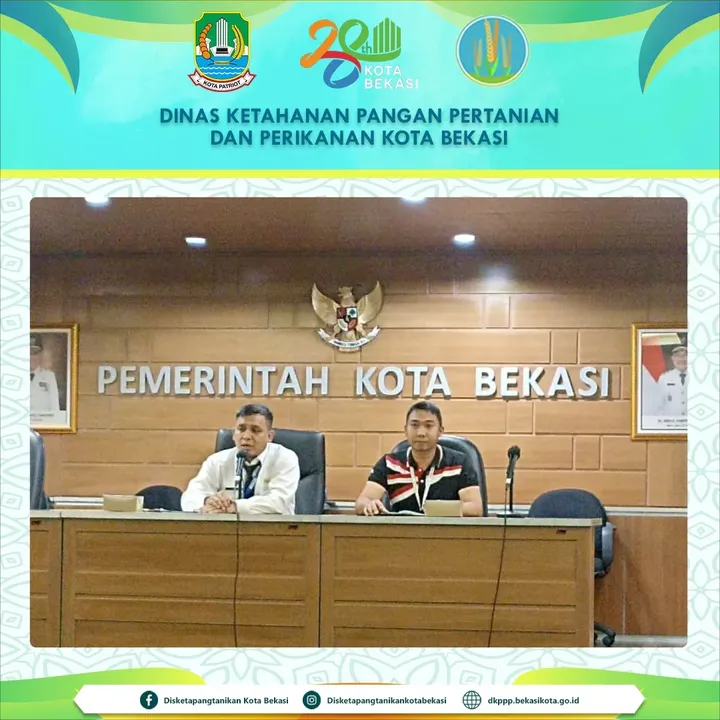 KOTA PATRIOT
28th
KOTA
BEKASI
DINAS KETAHANAN PANGAN PERTANIAN
DAN PERIKANAN KOTA BEKASI
PEMERINTAH KOTA BEKASI
Disketapangtanikan Kota Bekasi
Disketapangtanikankotabekasi
dkppp.bekasikota.go.id